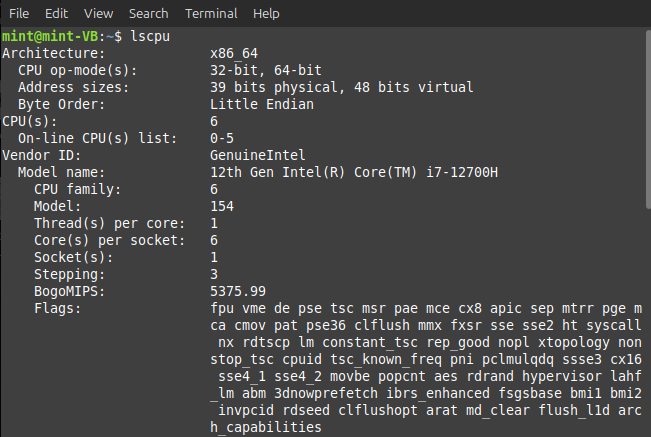 File Edit View Search Terminal Help
mint@mint-VB:~$ lscpu
Architecture: x86_64
CPU op-mode(s): 32-bit, 64-bit
Address sizes: 39 bits physical, 48 bits virtual
Byte Order: Little Endian
CPU(s): 6
On-line CPU(s) list: 0-5
Vendor ID: GenuineIntel
Model name: 12th Gen Intel(R) Core(TM) i7-12700H
CPU family: 6
Model: 154
Thread(s) per core: 1
Core(s) per socket: 6
Socket(s): 1
Stepping: 3
BogoMIPS: 5375.99
Flags: fpu vme de pse tsc msr pae mce cx8 apic sep mtrr pge m
ca cmov pat pse36 clflush mmx fxsr sse sse2 ht syscall
nx rdtscp lm constant_tsc rep_good nopl xtopology non
stop_tsc cpuid tsc_known_freq pni pclmulqdq ssse3 cx16
sse4_1 sse4_2 movbe popcnt aes rdrand hypervisor lahf
_lm abm 3dnowprefetch ibrs_enhanced fsgsbase bmi1 bmi2
invpcid rdseed clflushopt arat md_clear flush_l1d arc
h_capabilities